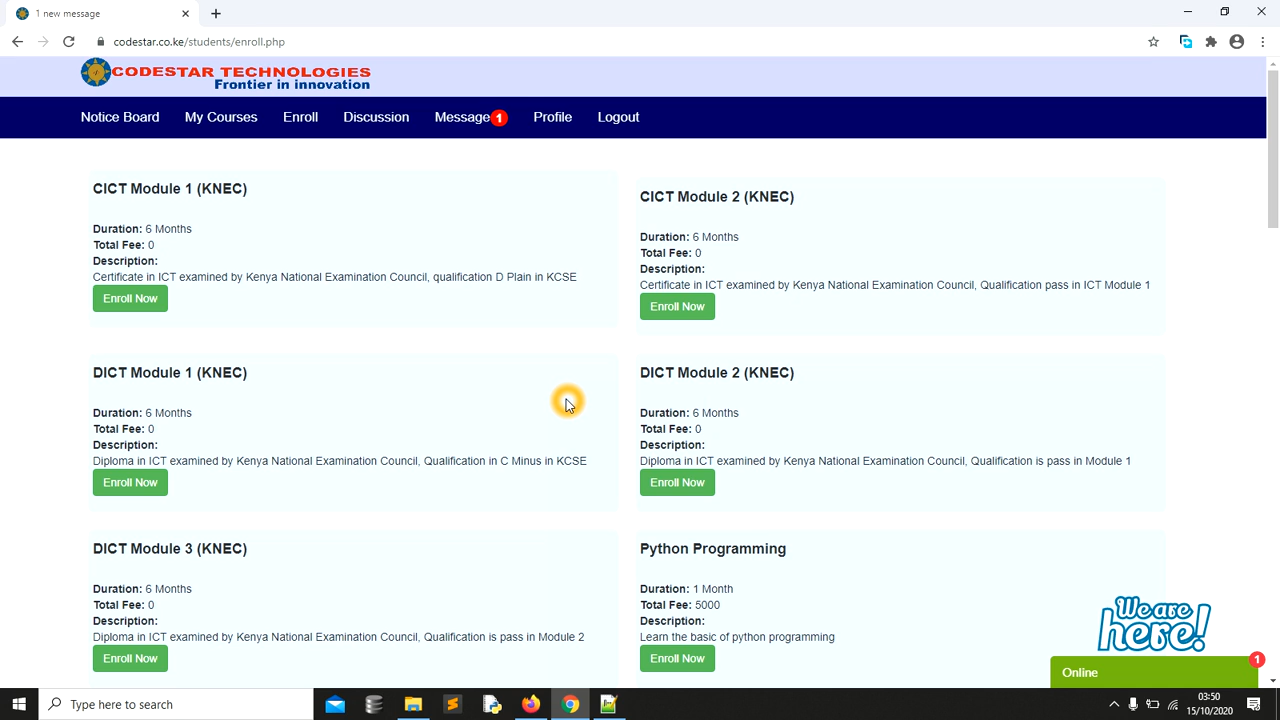 1 new message
codestar.co.ke/students/enroll.php
CODESTAR TECHNOLOGIES
Frontier in innovation
Notice Board My Courses Enroll Discussion Message 1 Profile Logout
CICT Module 1 (KNEC)
Duration: 6 Months
Total Fee: 0
Description:
Certificate in ICT examined by Kenya National Examination Council, qualification D Plain in KCSE
Enroll Now
CICT Module 2 (KNEC)
Duration: 6 Months
Total Fee: 0
Description:
Certificate in ICT examined by Kenya National Examination Council, Qualification pass in ICT Module 1
Enroll Now
DICT Module 1 (KNEC)
Duration: 6 Months
Total Fee: 0
Description:
Diploma in ICT examined by Kenya National Examination Council, Qualification in C Minus in KCSE
Enroll Now
DICT Module 2 (KNEC)
Duration: 6 Months
Total Fee: 0
Description:
Diploma in ICT examined by Kenya National Examination Council, Qualification is pass in Module 1
Enroll Now
DICT Module 3 (KNEC)
Duration: 6 Months
Total Fee: 0
Description:
Diploma in ICT examined by Kenya National Examination Council, Qualification is pass in Module 2
Enroll Now
Python Programming
Duration: 1 Month
Total Fee: 5000
Description:
Learn the basic of python programming
Enroll Now
We are
here!
Online
1
Type here to search
03:50
15/10/2020